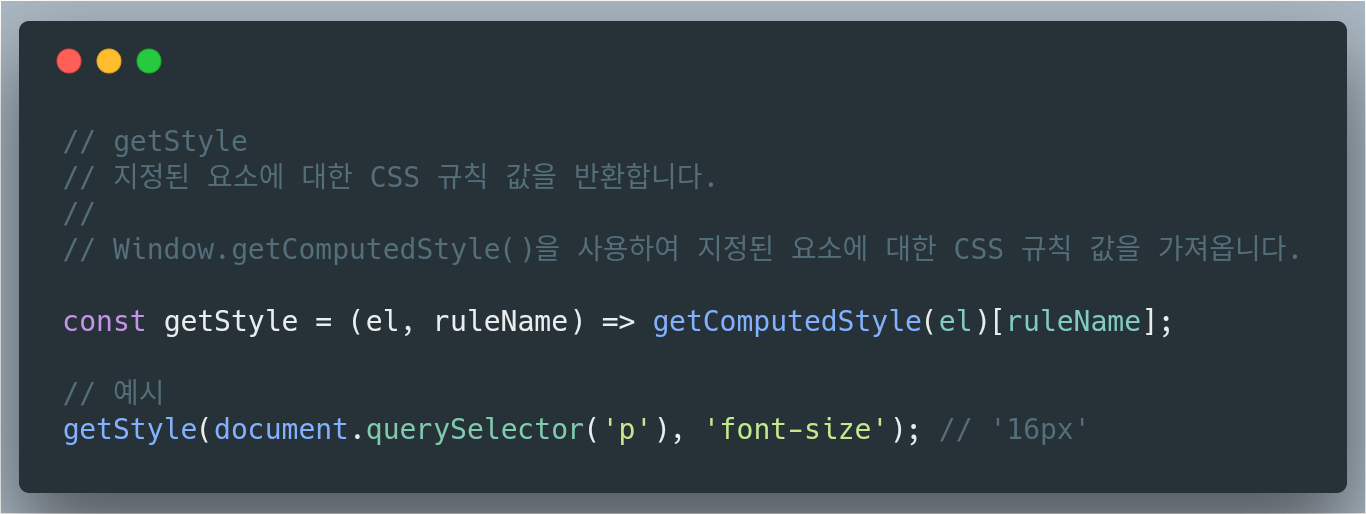 // getStyle
// 지정된 요소에 대한 CSS 규칙 값을 반환합니다.
//
// Window.getComputedStyle()을 사용하여 지정된 요소에 대한 CSS 규칙 값을 가져옵니다.
const getStyle = (el, ruleName) => getComputedStyle(el)[ruleName];
// 예시
getStyle(document.querySelector('p'), 'font-size'); // '16px'